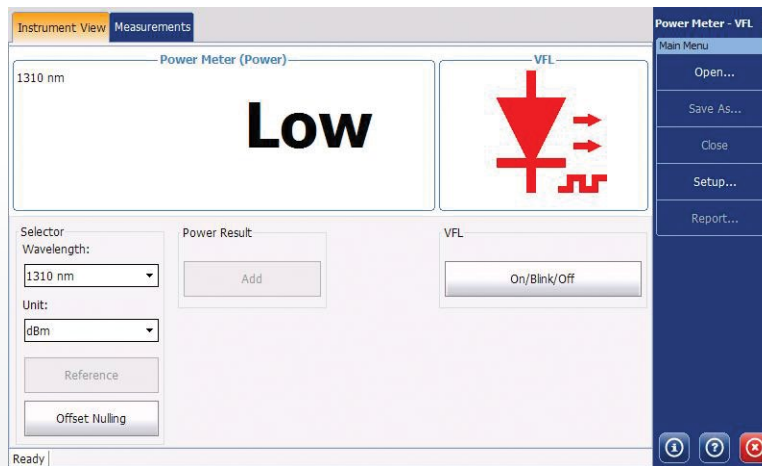 Instrument View
Measurements
Power Meter (Power)
1310 nm
Low
VFL
Selector
Wavelength:
1310 nm
Unit:
dBm
Reference
Offset Nulling
Power Result
Add
VFL
On/Blink/Off
Ready
Power Meter - VFL
Main Menu
Open...
Save As...
Close
Setup...
Report...